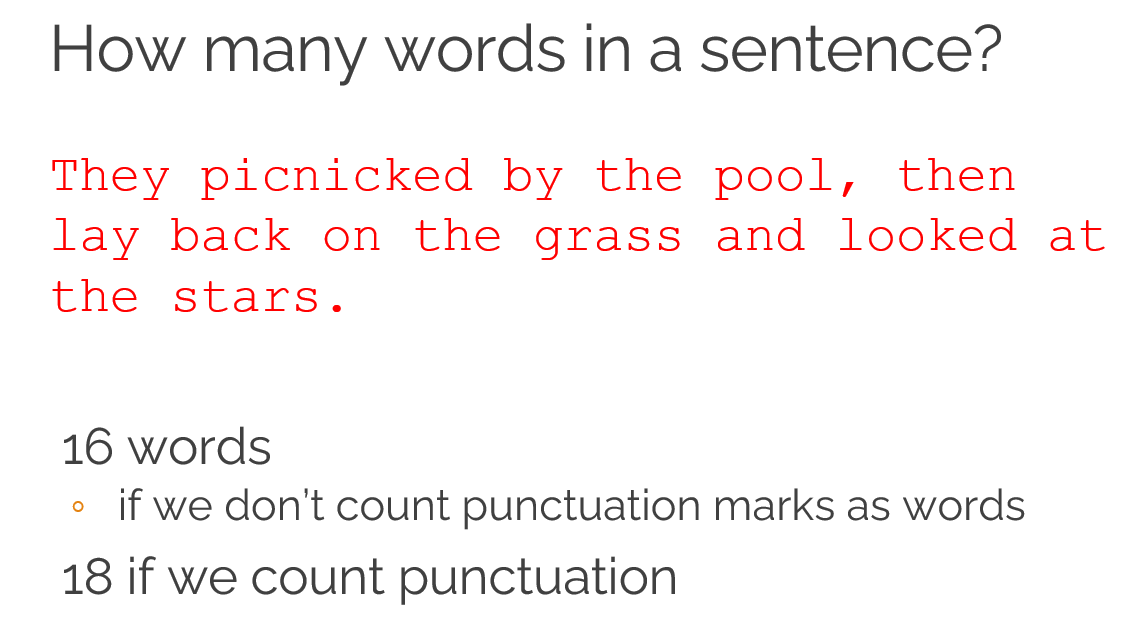 How many words in a sentence?
They picnicked by the pool, then
lay back on the grass and looked at
the stars.
16 words
◦ if we don’t count punctuation marks as words
18 if we count punctuation